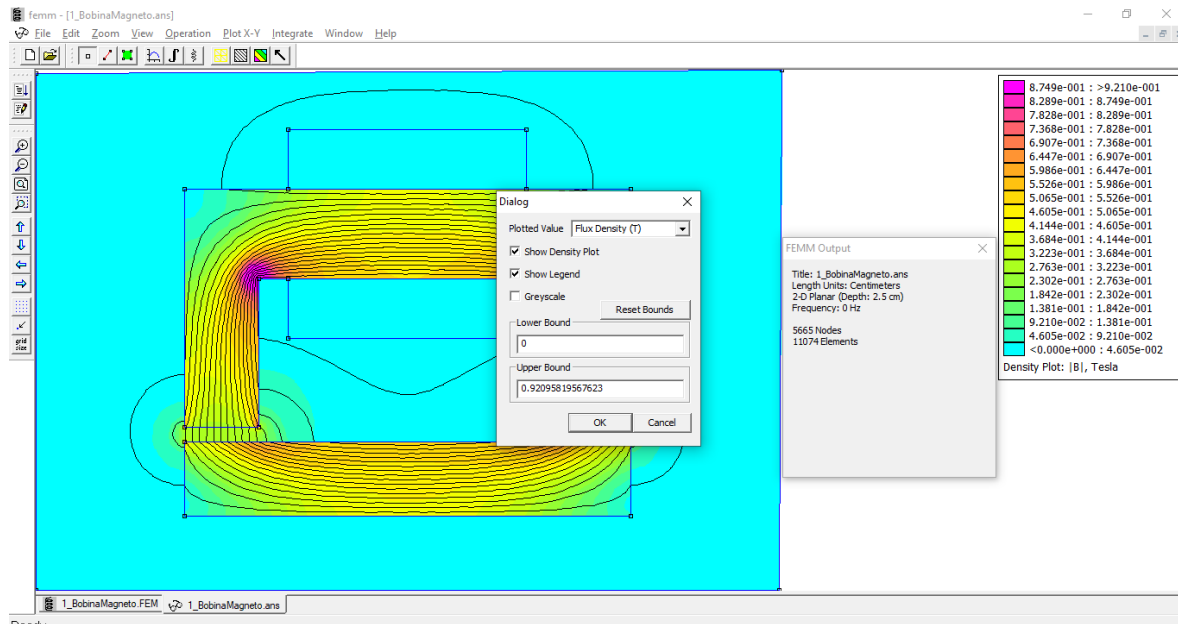 femm - [1_BobinaMagneto.ans]
File Edit Zoom View Operation Plot X-Y Integrate Window Help
grid
size
Dialog
Plotted Value Flux Density (T)
Show Density Plot
Show Legend
Greyscale
Reset Bounds
Lower Bound
0
Upper Bound
0.92095819567623
OK Cancel
FEMM Output
Title: 1_BobinaMagneto.ans
Length Units: Centimeters
2-D Planar (Depth: 2.5 cm)
Frequency: 0 Hz
5665 Nodes
11074 Elements
8.749e-001 : >9.210e-001
8.289e-001 : 8.749e-001
7.828e-001 : 8.289e-001
7.368e-001 : 7.828e-001
6.907e-001 : 7.368e-001
6.447e-001 : 6.907e-001
5.986e-001 : 6.447e-001
5.526e-001 : 5.986e-001
5.065e-001 : 5.526e-001
4.605e-001 : 5.065e-001
4.144e-001 : 4.605e-001
3.684e-001 : 4.144e-001
3.223e-001 : 3.684e-001
2.763e-001 : 3.223e-001
2.302e-001 : 2.763e-001
1.842e-001 : 2.302e-001
1.381e-001 : 1.842e-001
9.210e-002 : 1.381e-001
4.605e-002 : 9.210e-002
<0.000e+000 : 4.605e-002
Density Plot: |B|, Tesla
1_BobinaMagneto.FEM 1_BobinaMagneto.ans